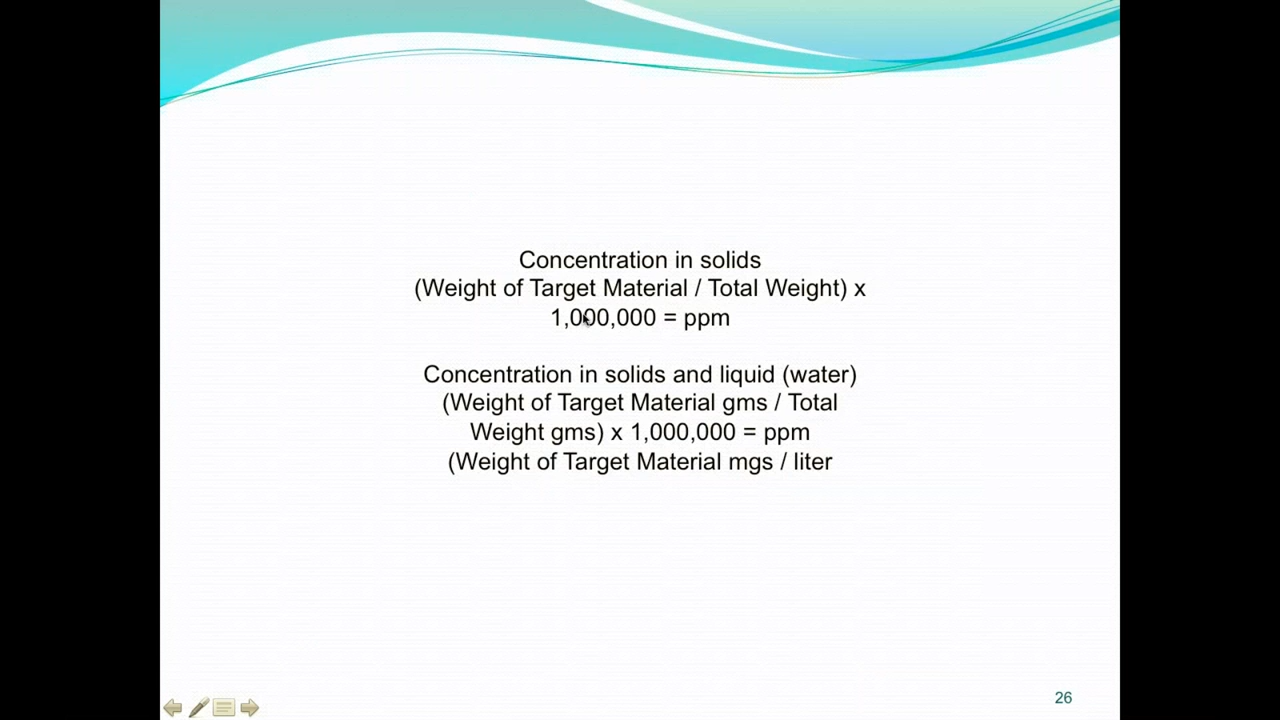 Concentration in solids
(Weight of Target Material / Total Weight) x
1,000,000 = ppm
Concentration in solids and liquid (water)
(Weight of Target Material gms / Total
Weight gms) x 1,000,000 = ppm
(Weight of Target Material mgs / liter
26